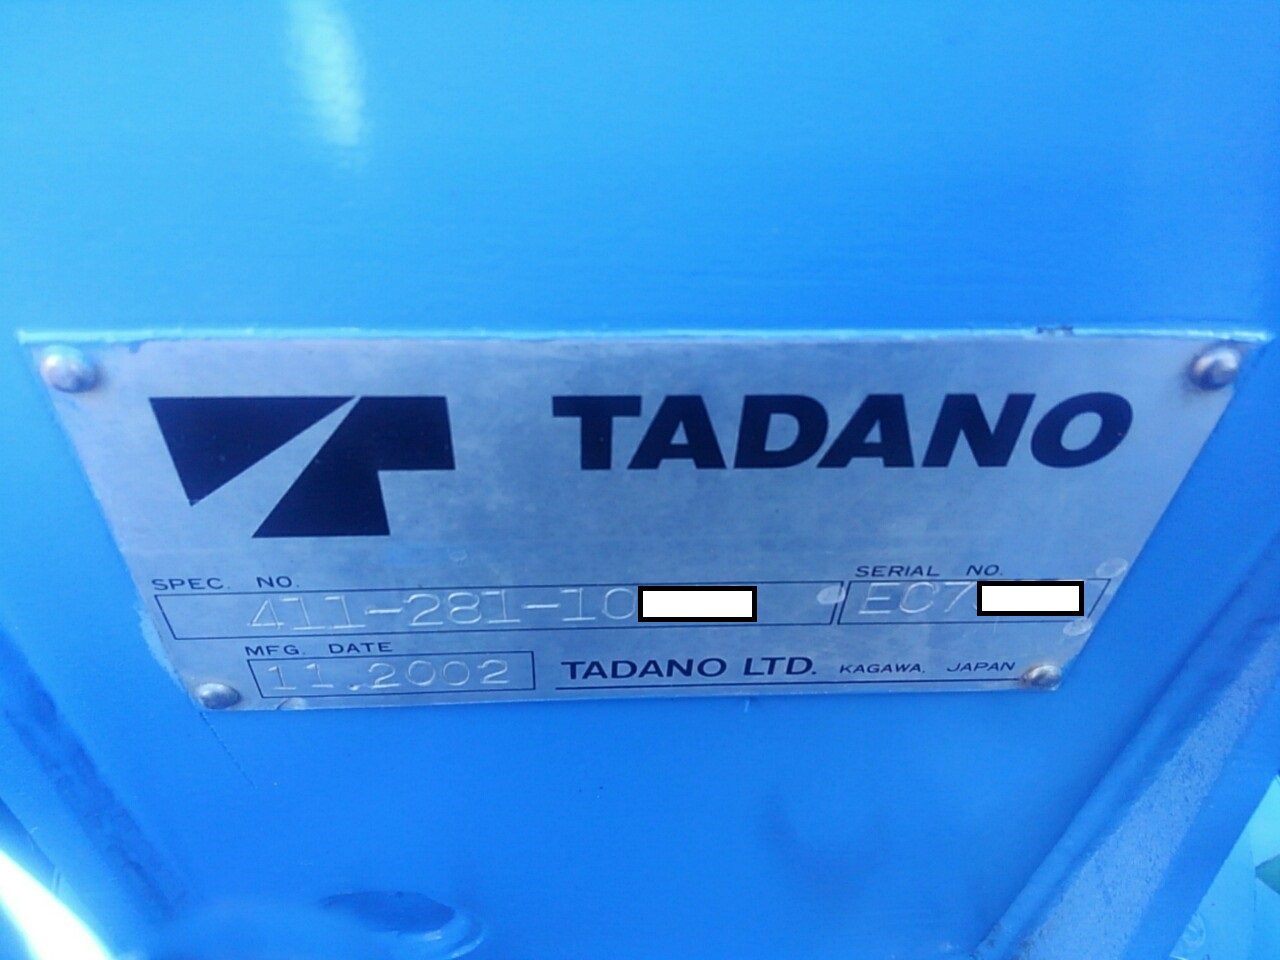 TADANO
SPEC. NO.
411-281-10
SERIAL NO.
EC7
MFG. DATE
11.2002
TADANO LTD. KAGAWA, JAPAN